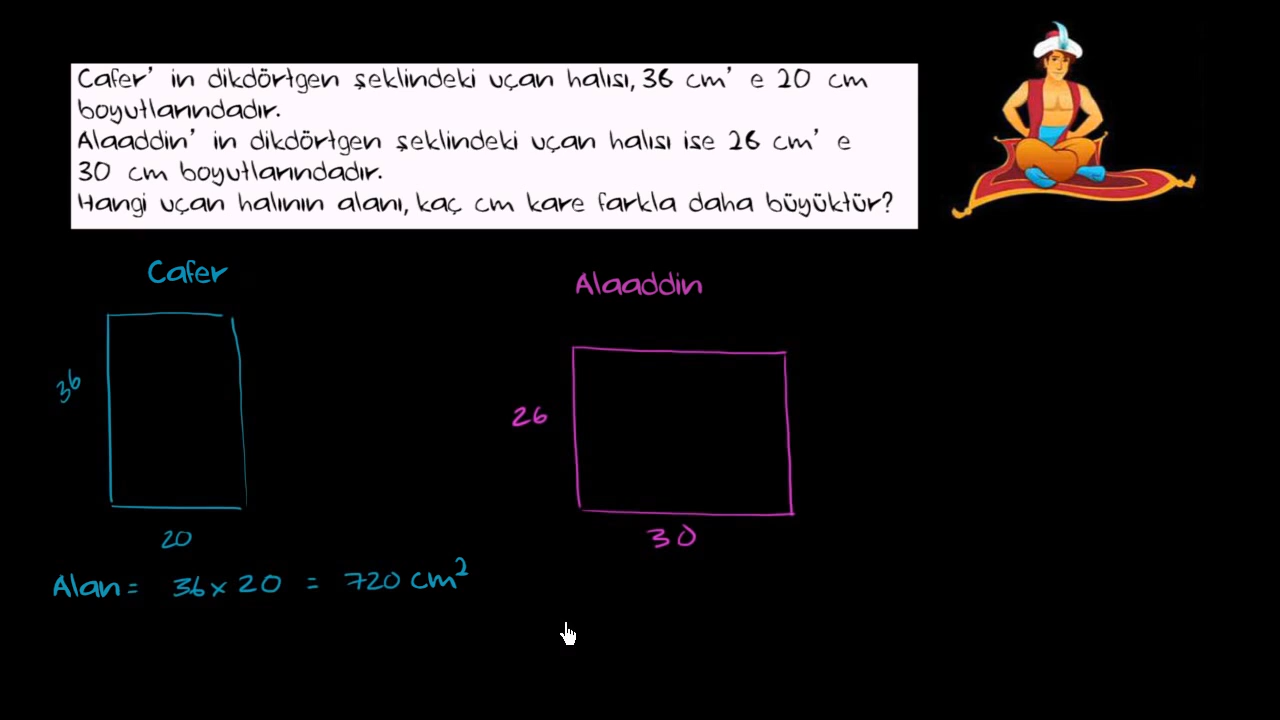 Cafer' in dikdörtgen şeklindeki uçan halısı, 36 cm' e 20 cm
boyutlarındadır.
Alaaddin' in dikdörtgen şeklindeki uçan halısı ise 26 cm' e
30 cm boyutlarındadır.
Hangi uçan halının alanı, kaç cm kare farkla daha büyüktür?
Cafer
36
20
Alan = 36 x 20 = 720 cm²
Alaaddin
26
30